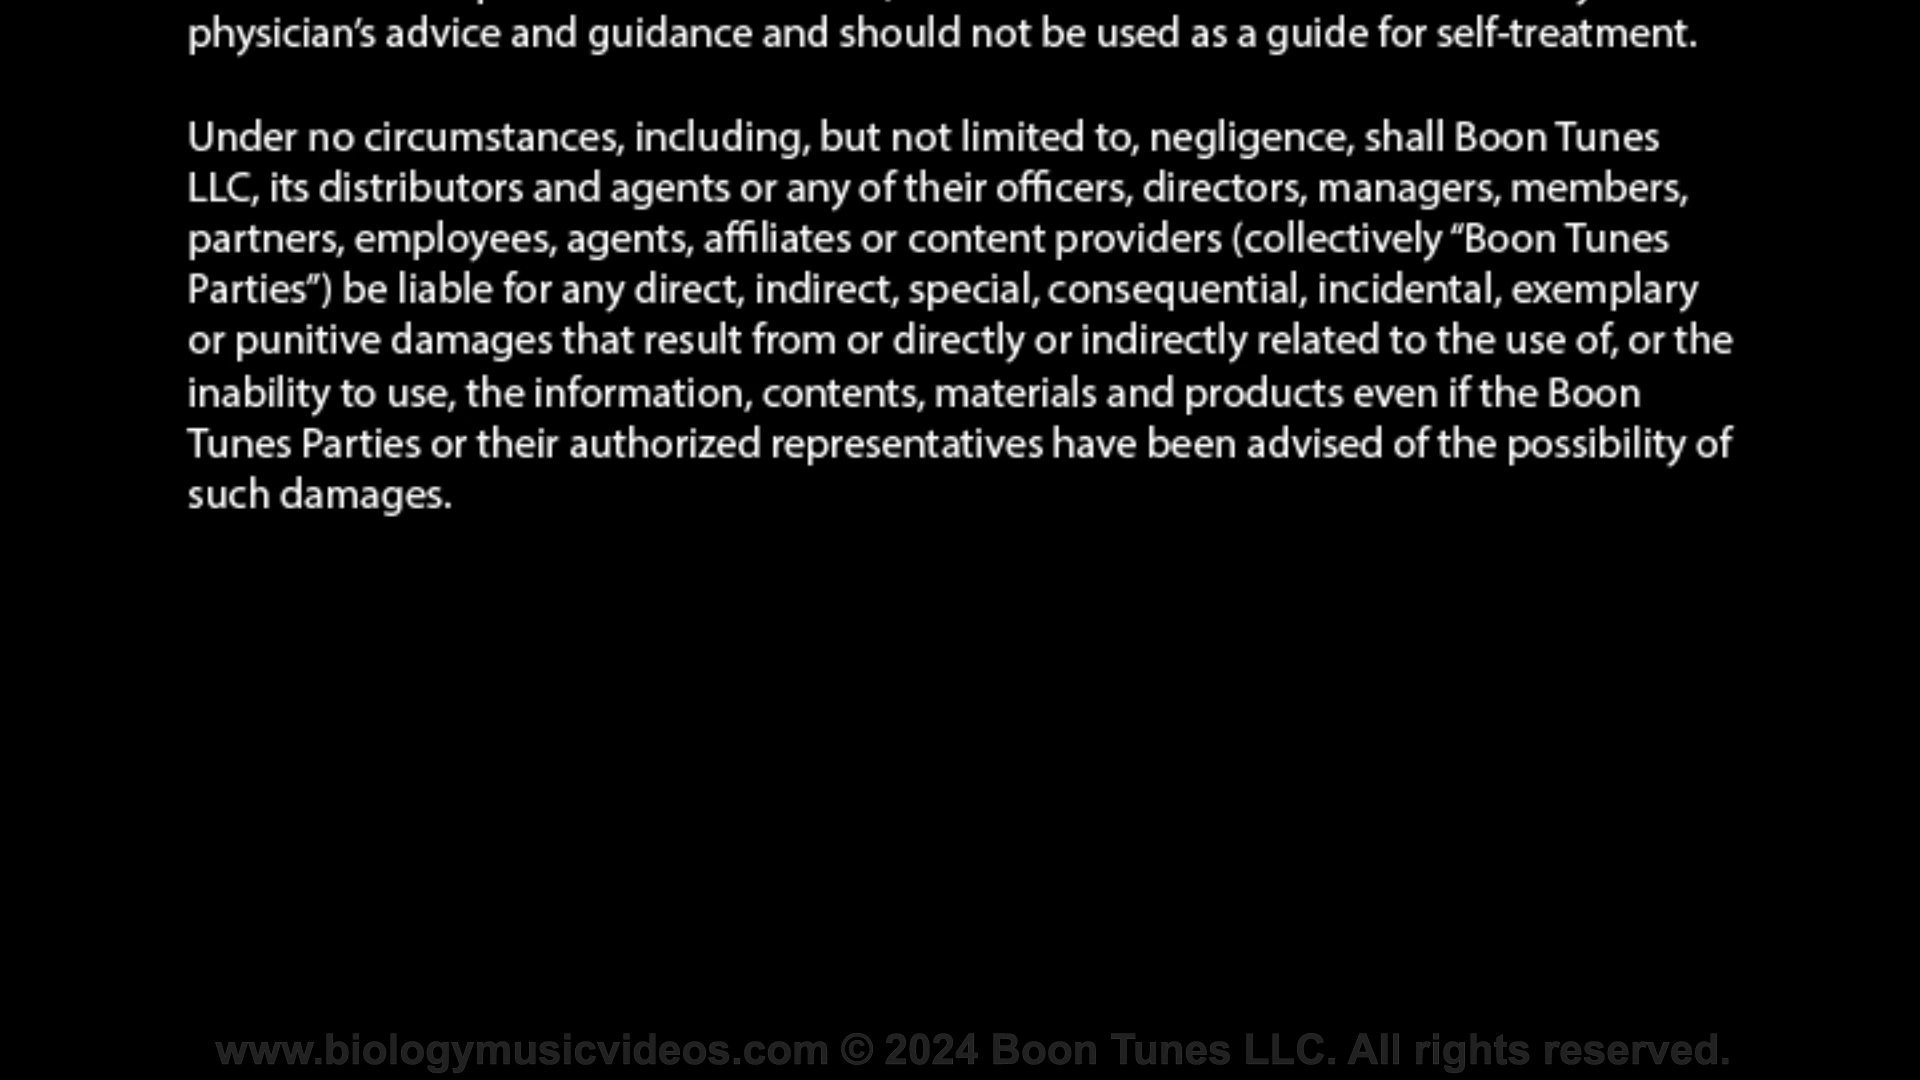 physician’s advice and guidance and should not be used as a guide for self-treatment.
Under no circumstances, including, but not limited to, negligence, shall Boon Tunes
LLC, its distributors and agents or any of their officers, directors, managers, members,
partners, employees, agents, affiliates or content providers (collectively “Boon Tunes
Parties”) be liable for any direct, indirect, special, consequential, incidental, exemplary
or punitive damages that result from or directly or indirectly related to the use of, or the
inability to use, the information, contents, materials and products even if the Boon
Tunes Parties or their authorized representatives have been advised of the possibility of
such damages.
www.biologymusicvideos.com © 2024 Boon Tunes LLC. All rights reserved.